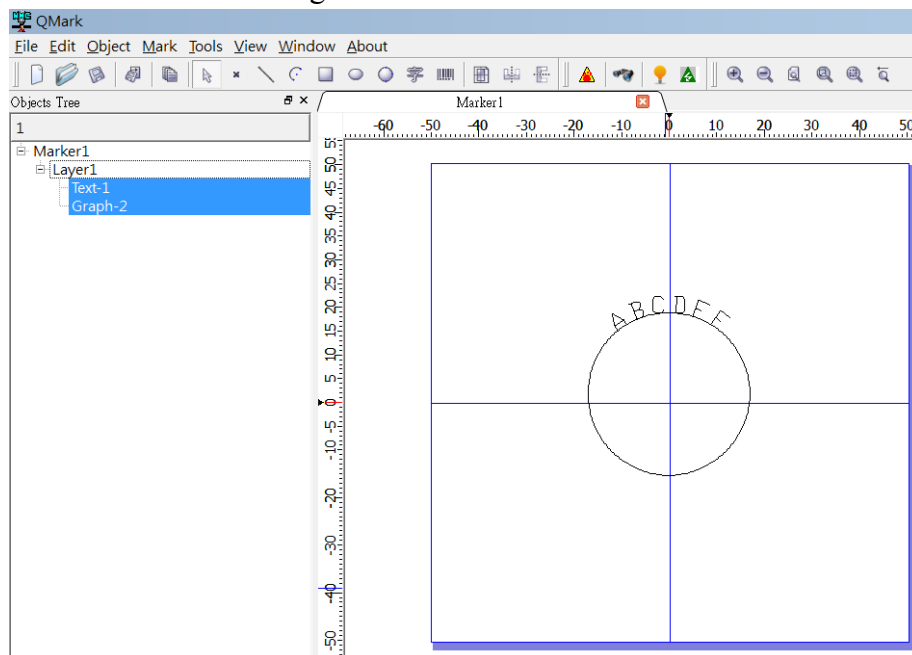 QMark
File Edit Object Mark Tools View Window About
Objects Tree
Marker1
-60 -50 -40 -30 -20 -10 0 10 20 30 40 50
1
Marker1
Layer1
Text-1
Graph-2
55
50
45
40
35
30
25
20
15
10
5
0
-5
-10
-20
-30
-40
-50
ABCDEF